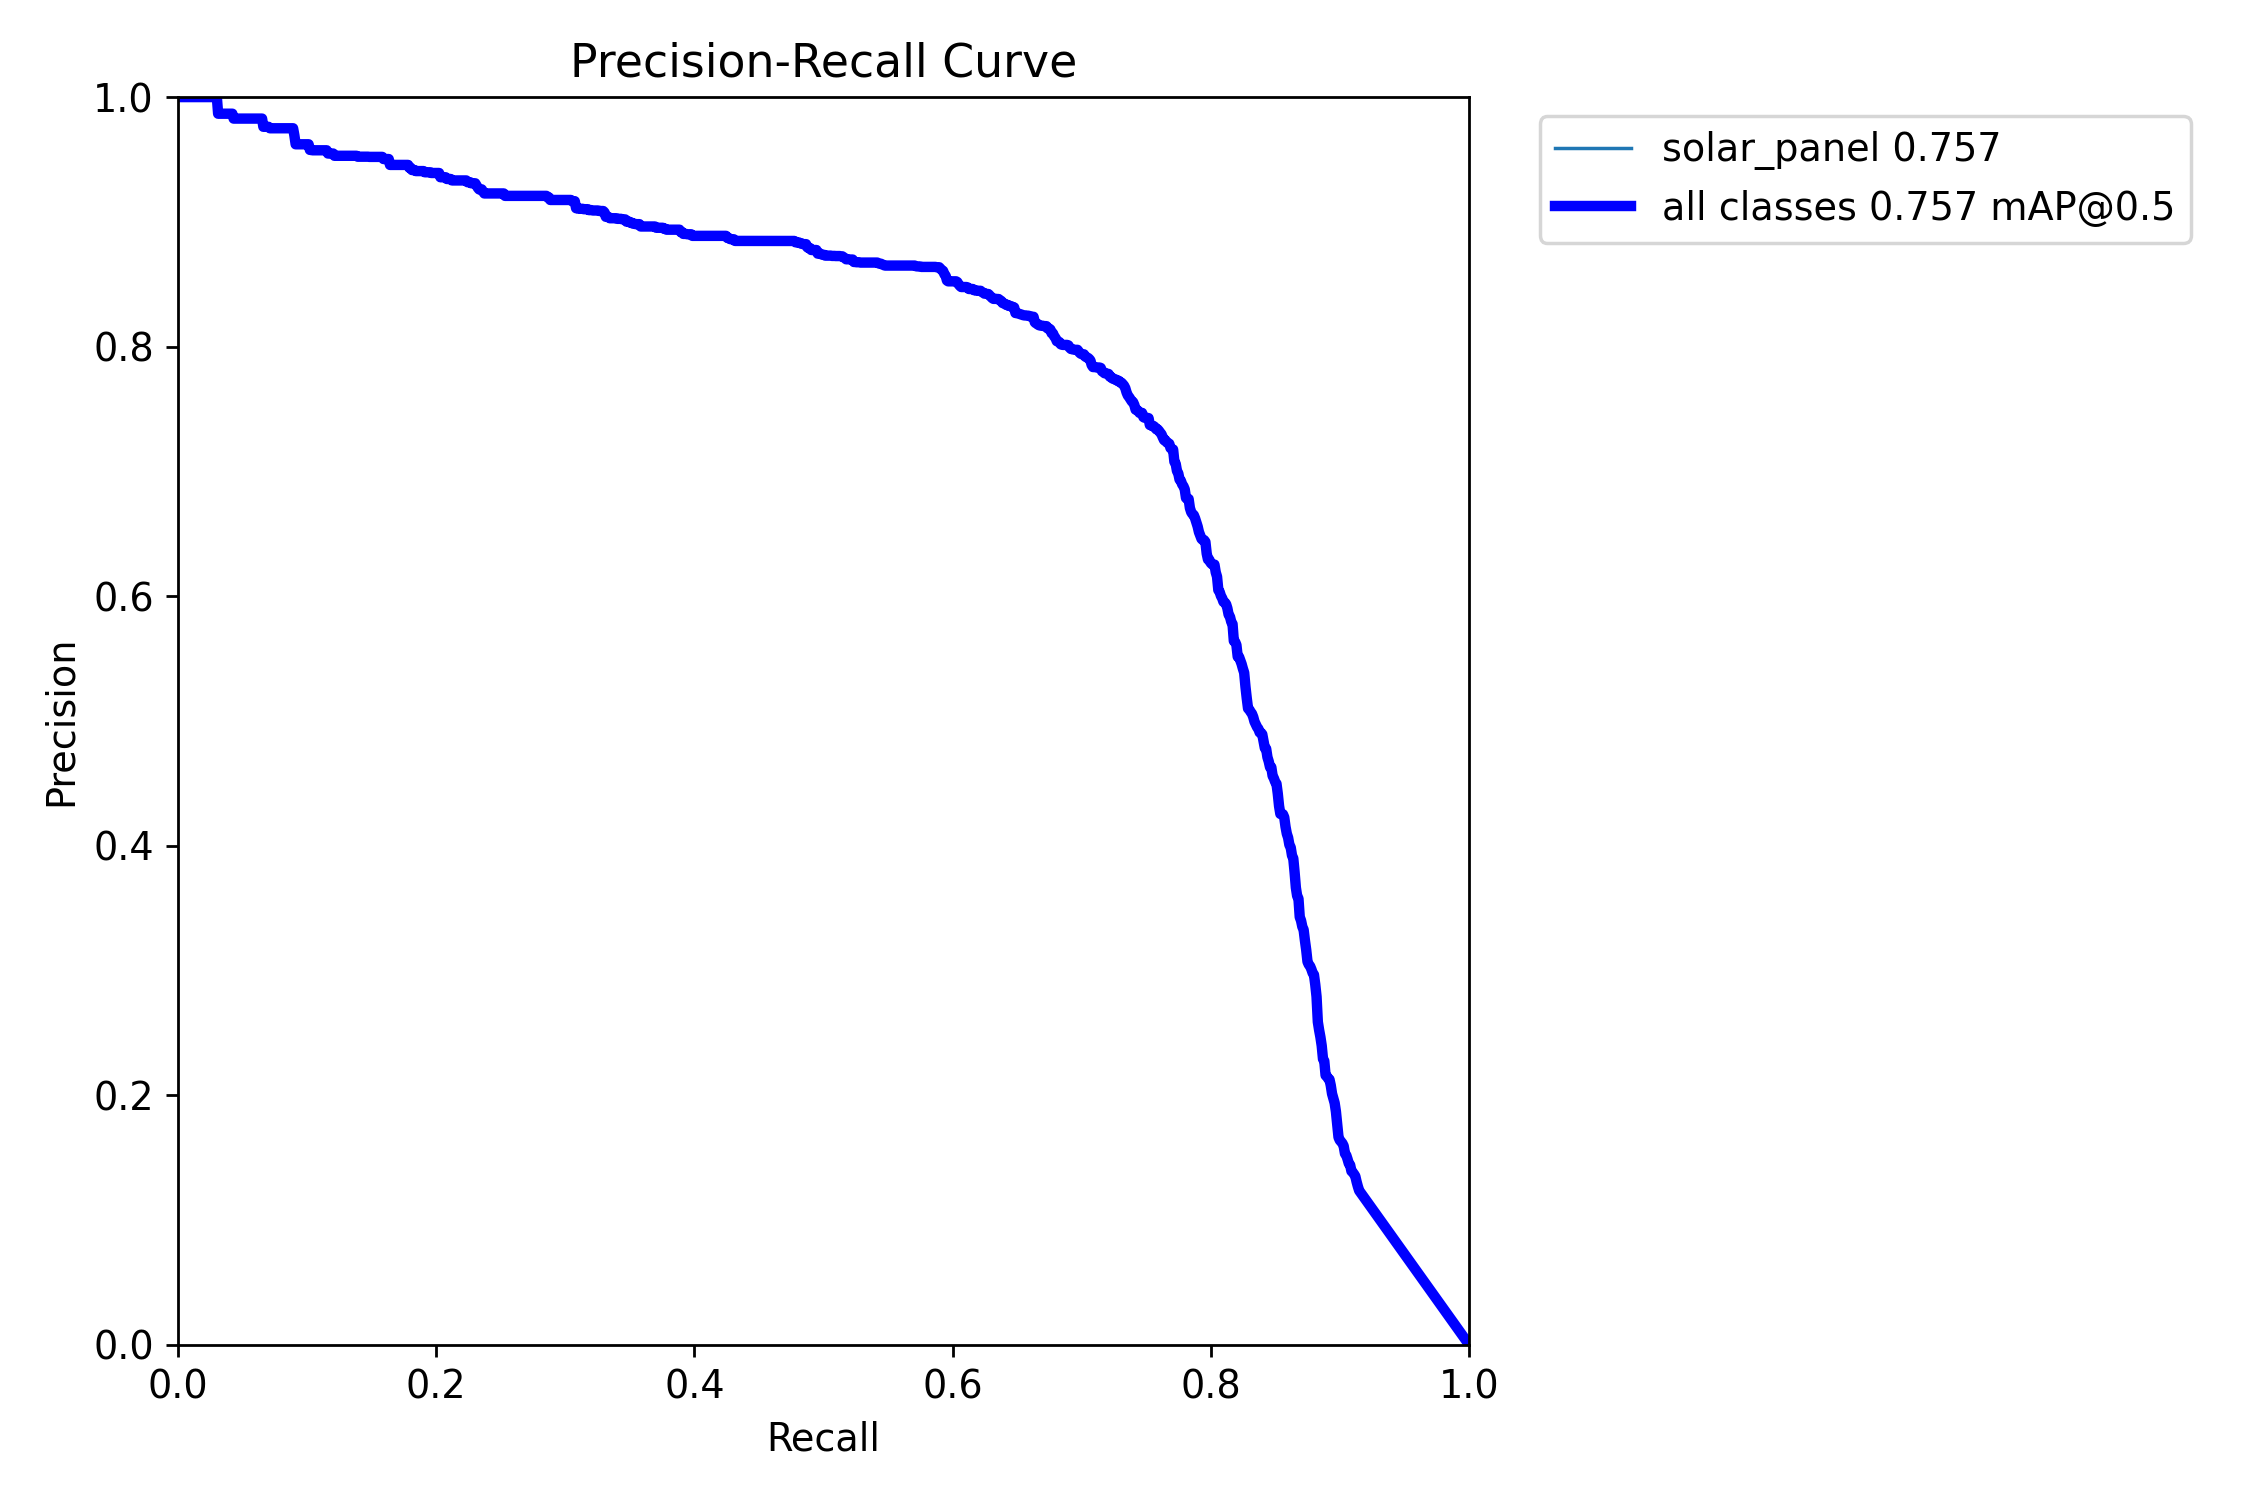 Precision-Recall Curve
1.0
0.8
0.6
0.4
0.2
0.0
Precision
0.0 0.2 0.4 0.6 0.8 1.0
Recall
solar_panel 0.757
all classes 0.757 mAP@0.5